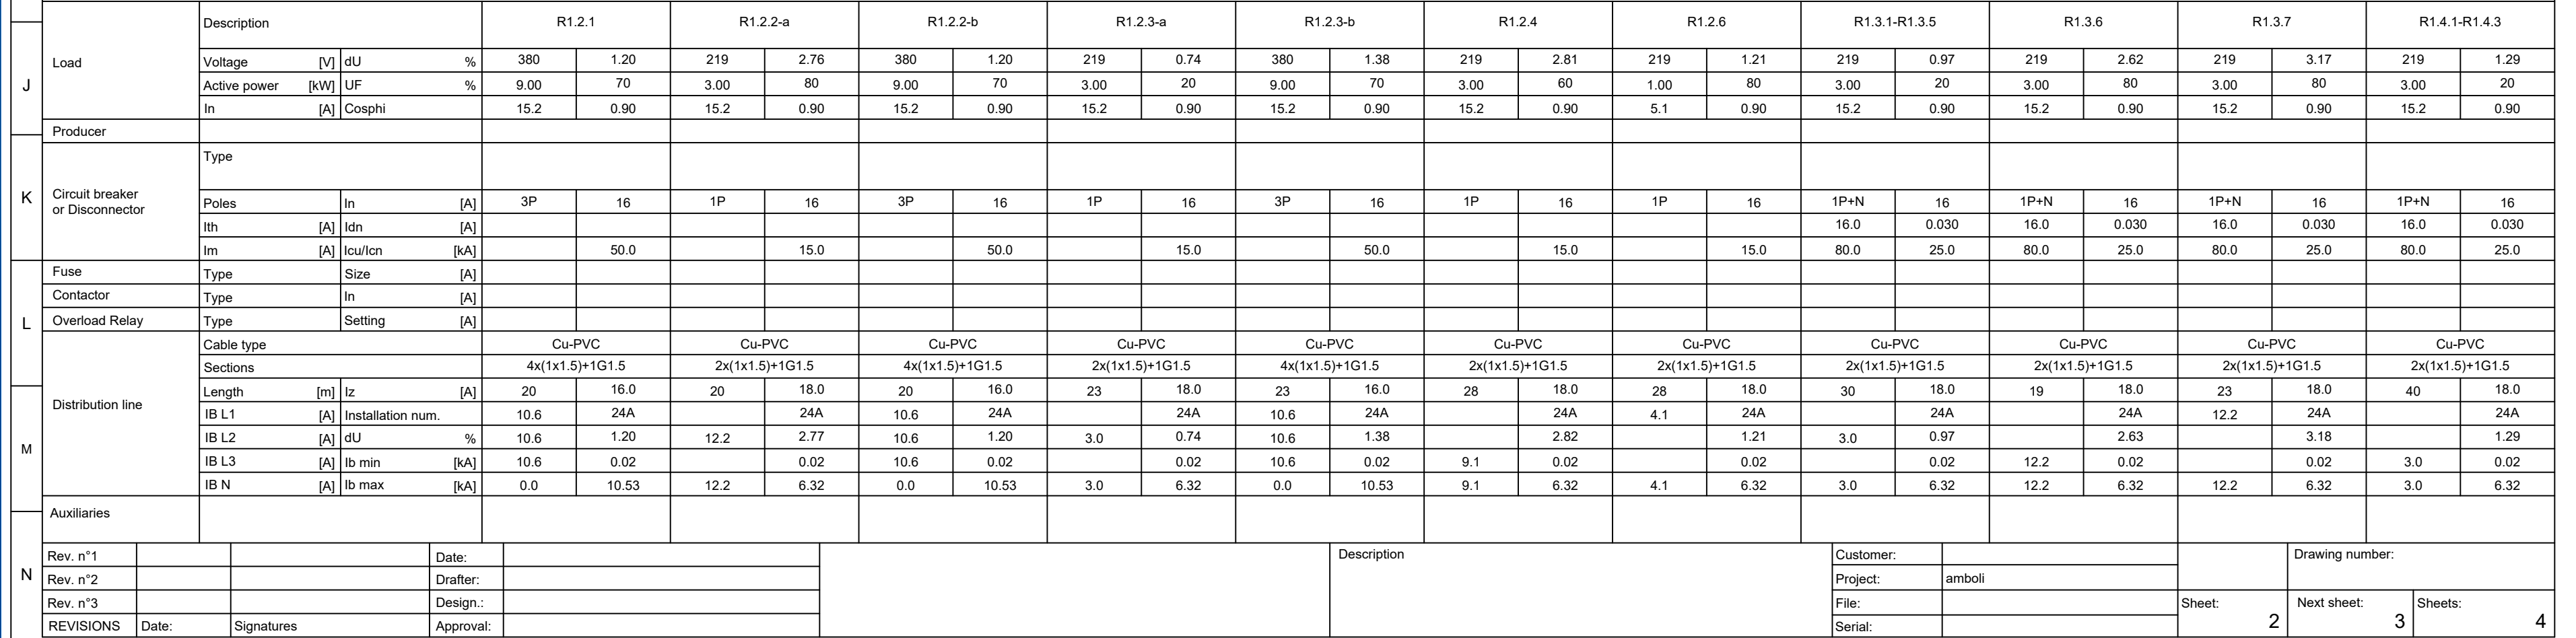 Description R1.2.1 R1.2.2-a R1.2.2-b R1.2.3-a R1.2.3-b R1.2.4 R1.2.6 R1.3.1-R1.3.5 R1.3.6 R1.3.7 R1.4.1-R1.4.3
Load Voltage [V] dU % 380 1.20 219 2.76 380 1.20 219 0.74 380 1.38 219 2.81 219 1.21 219 0.97 219 2.62 219 3.17 219 1.29
J Active power [kW] UF % 9.00 70 3.00 80 9.00 70 3.00 20 9.00 70 3.00 60 1.00 80 3.00 20 3.00 80 3.00 80 3.00 20
In [A] Cosphi 15.2 0.90 15.2 0.90 15.2 0.90 15.2 0.90 15.2 0.90 15.2 0.90 5.1 0.90 15.2 0.90 15.2 0.90 15.2 0.90 15.2 0.90
Producer
Type
K Circuit breaker
or Disconnector
Poles In [A] 3P 16 1P 16 3P 16 1P 16 3P 16 1P 16 1P 16 1P+N 16 1P+N 16 1P+N 16 1P+N 16
Ith [A] Idn [A] 16.0 0.030 16.0 0.030 16.0 0.030 16.0 0.030
Im [A] Icu/Icn [kA] 50.0 15.0 50.0 15.0 50.0 15.0 15.0 80.0 25.0 80.0 25.0 80.0 25.0 80.0 25.0
Fuse Type Size [A]
Contactor Type In [A]
L Overload Relay Type Setting [A]
Cable type Cu-PVC Cu-PVC Cu-PVC Cu-PVC Cu-PVC Cu-PVC Cu-PVC Cu-PVC Cu-PVC Cu-PVC Cu-PVC
Sections 4x(1x1.5)+1G1.5 2x(1x1.5)+1G1.5 4x(1x1.5)+1G1.5 2x(1x1.5)+1G1.5 4x(1x1.5)+1G1.5 2x(1x1.5)+1G1.5 2x(1x1.5)+1G1.5 2x(1x1.5)+1G1.5 2x(1x1.5)+1G1.5 2x(1x1.5)+1G1.5 2x(1x1.5)+1G1.5
Length [m] Iz [A] 20 16.0 20 18.0 20 16.0 23 18.0 23 16.0 28 18.0 28 18.0 30 18.0 19 18.0 23 18.0 40 18.0
Distribution line
IB L1 [A] Installation num. 10.6 24A 24A 10.6 24A 24A 10.6 24A 24A 4.1 24A 24A 24A 12.2 24A 24A
M IB L2 [A] dU % 10.6 1.20 12.2 2.77 10.6 1.20 3.0 0.74 10.6 1.38 2.82 1.21 3.0 0.97 2.63 3.18 1.29
IB L3 [A] Ib min [kA] 10.6 0.02 0.02 10.6 0.02 0.02 10.6 0.02 9.1 0.02 0.02 0.02 12.2 0.02 0.02 3.0 0.02
IB N [A] Ib max [kA] 0.0 10.53 12.2 6.32 0.0 10.53 3.0 6.32 0.0 10.53 9.1 6.32 4.1 6.32 3.0 6.32 12.2 6.32 12.2 6.32 3.0 6.32
Auxiliaries
Rev. n°1 Date: Description Customer: Drawing number:
N Rev. n°2 Drafter: Project: amboli
Rev. n°3 Design.: File: Sheet: 2 Next sheet: 3 Sheets: 4
REVISIONS Date: Signatures Approval: Serial: